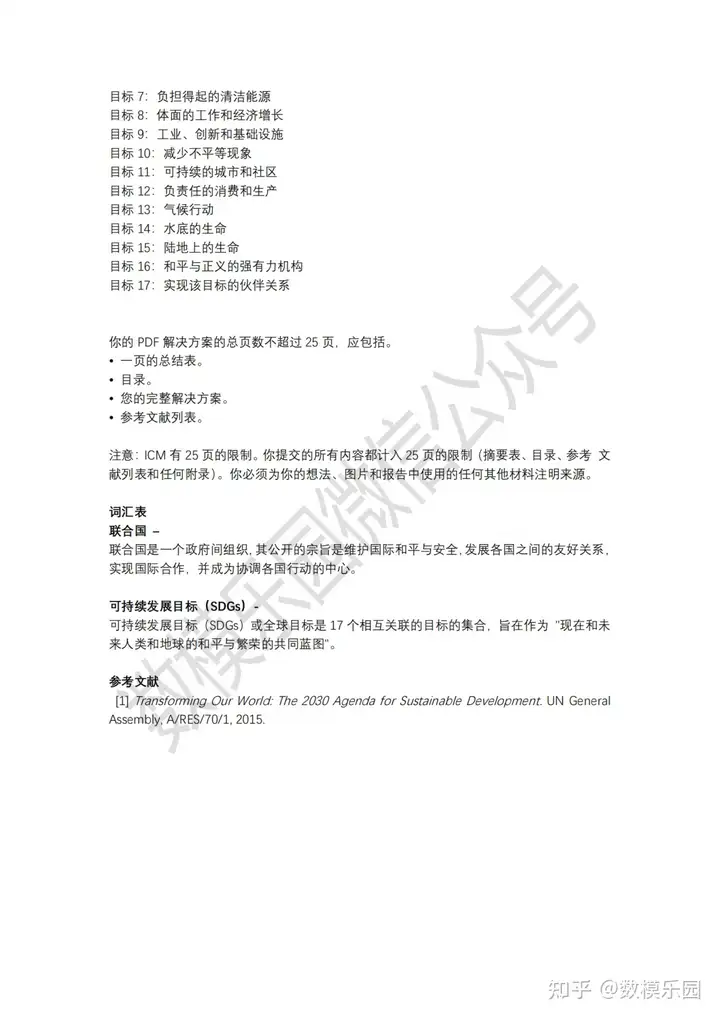 目标 7：负担得起的清洁能源
目标 8：体面的工作和经济增长
目标 9：工业、创新和基础设施
目标 10：减少不平等现象
目标 11：可持续的城市和社区
目标 12：负责任的消费和生产
目标 13：气候行动
目标 14：水底的生命
目标 15：陆地上的生命
目标 16：和平与正义的强有力机构
目标 17：实现该目标的伙伴关系
你的 PDF 解决方案的总页数不超过 25 页，应包括。
• 一页的总结表。
• 目录。
• 您的完整解决方案。
• 参考文献列表。
注意：ICM 有 25 页的限制。你提交的所有内容都计入 25 页的限制（摘要表、目录、参考 文
献列表和任何附录）。你必须为你的想法、图片和报告中使用的任何其他材料注明来源。
词汇表
联合国 –
联合国是一个政府间组织，其公开的宗旨是维护国际和平与安全，发展各国之间的友好关系，
实现国际合作，并成为协调各国行动的中心。
可持续发展目标（SDGs）-
可持续发展目标（SDGs）或全球目标是 17 个相互关联的目标的集合，旨在作为 "现在和未
来人类和地球的和平与繁荣的共同蓝图"。
参考文献
[1] Transforming Our World: The 2030 Agenda for Sustainable Development. UN General
Assembly, A/RES/70/1, 2015.
数模乐园微信公众号
知乎 @数模乐园